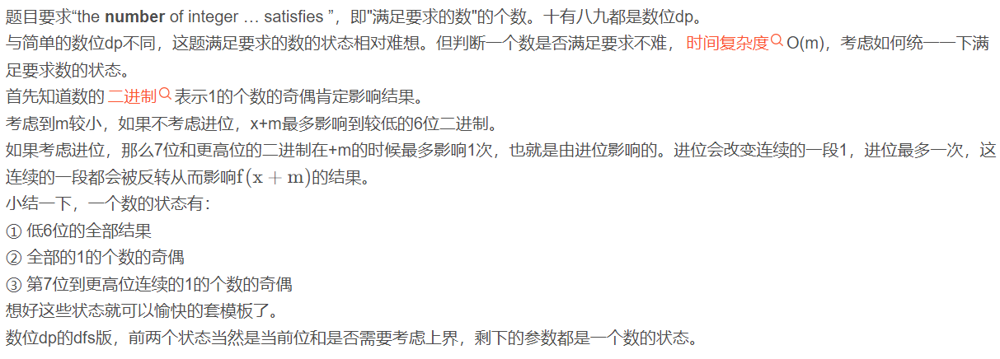 题目要求“the number of integer … satisfies ”，即"满足要求的数"的个数。十有八九都是数位dp。
与简单的数位dp不同，这题满足要求的数的状态相对难想。但判断一个数是否满足要求不难， 时间复杂度 O(m)，考虑如何统一一下满
足要求数的状态。
首先知道数的 二进制 表示1的个数的奇偶肯定影响结果。
考虑到m较小，如果不考虑进位，x+m最多影响到较低的6位二进制。
如果考虑进位，那么7位和更高位的二进制在+m的时候最多影响1次，也就是由进位影响的。进位会改变连续的一段1，进位最多一次，这
连续的一段都会被反转从而影响f(x + m)的结果。
小结一下，一个数的状态有：
① 低6位的全部结果
② 全部的1的个数的奇偶
③ 第7位到更高位连续的1的个数的奇偶
想好这些状态就可以愉快的套模板了。
数位dp的dfs版，前两个状态当然是当前位和是否需要考虑上界，剩下的参数都是一个数的状态。